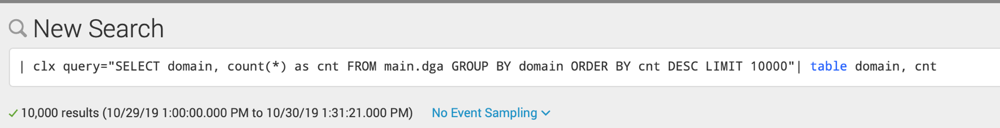 New Search
| clx query="SELECT domain, count(*) as cnt FROM main.dga GROUP BY domain ORDER BY cnt DESC LIMIT 10000"| table domain, cnt
10,000 results (10/29/19 1:00:00.000 PM to 10/30/19 1:31:21.000 PM) No Event Sampling